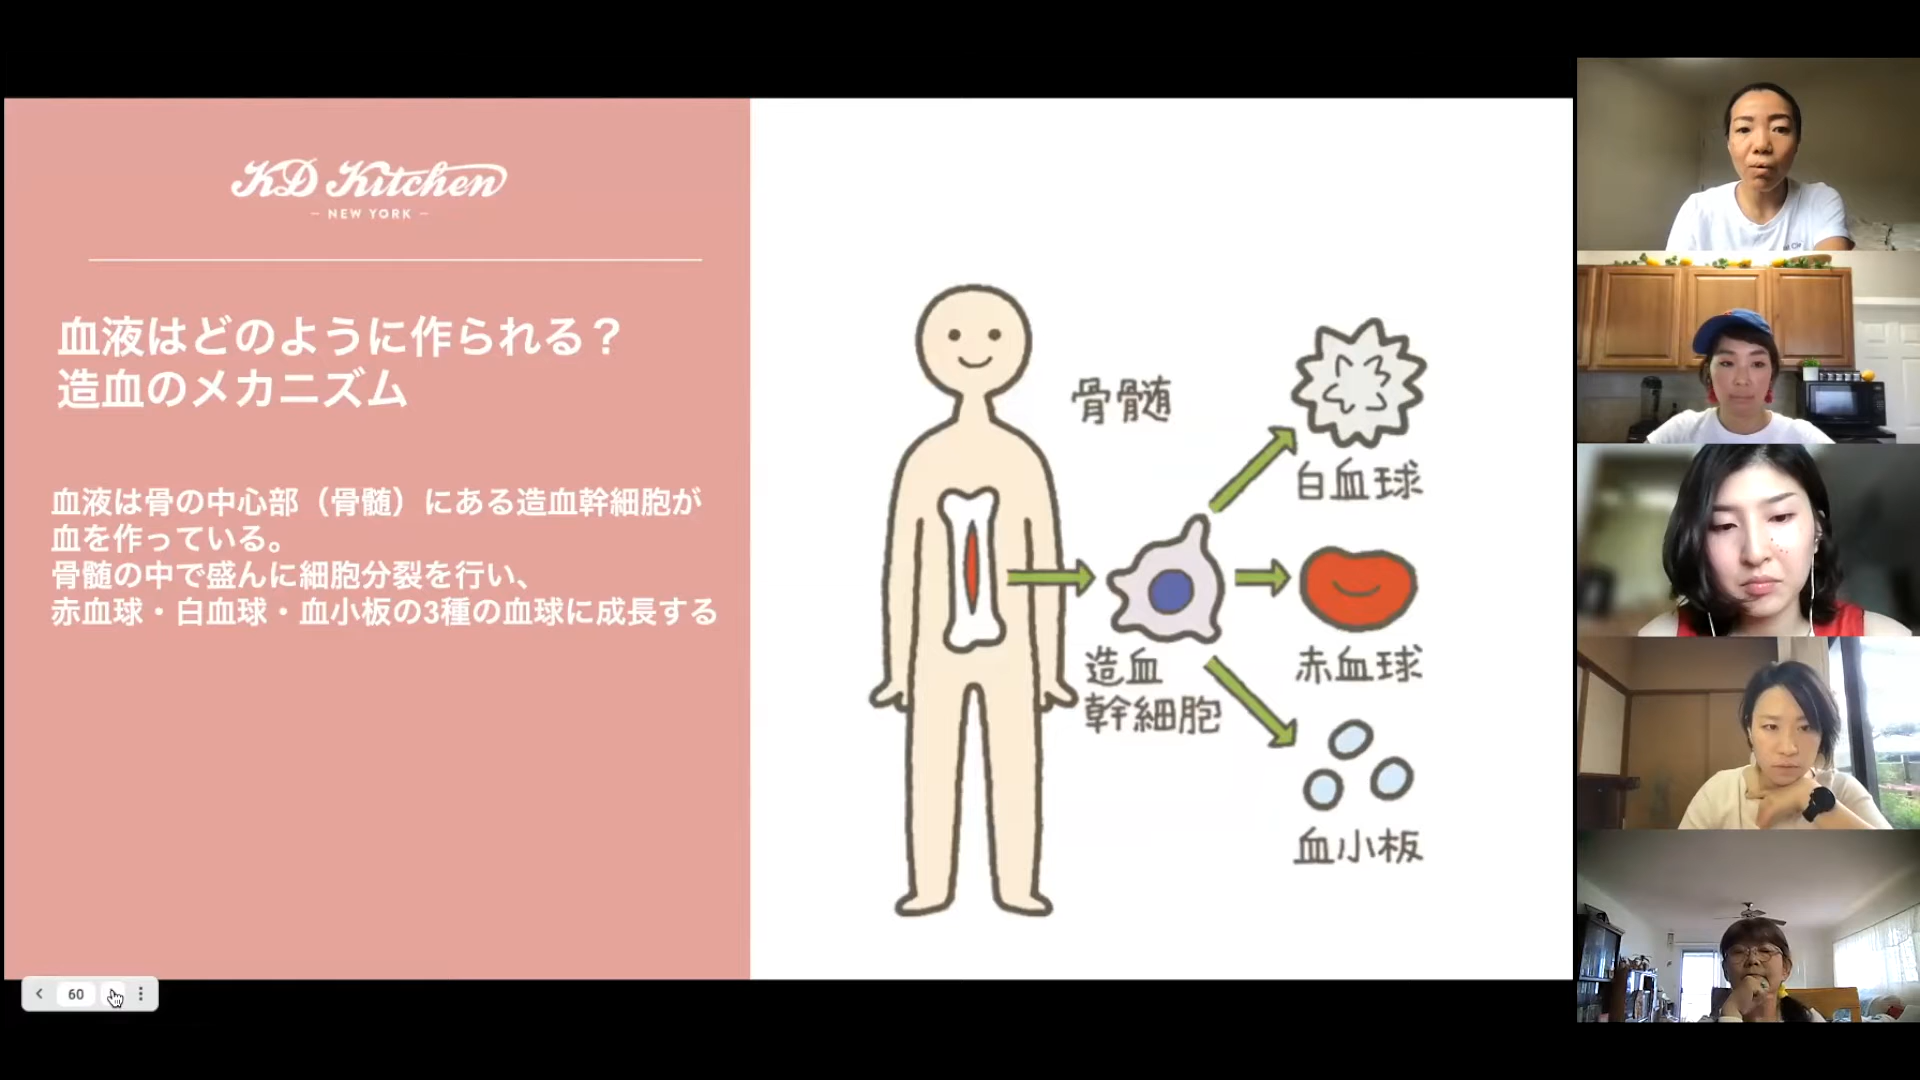 KD Kitchen
– NEW YORK –
血液はどのように作られる？
造血のメカニズム
血液は骨の中心部（骨髄）にある造血幹細胞が
血を作っている。
骨髄の中で盛んに細胞分裂を行い、
赤血球・白血球・血小板の3種の血球に成長する
骨髄
白血球
造血
幹細胞
赤血球
血小板
60